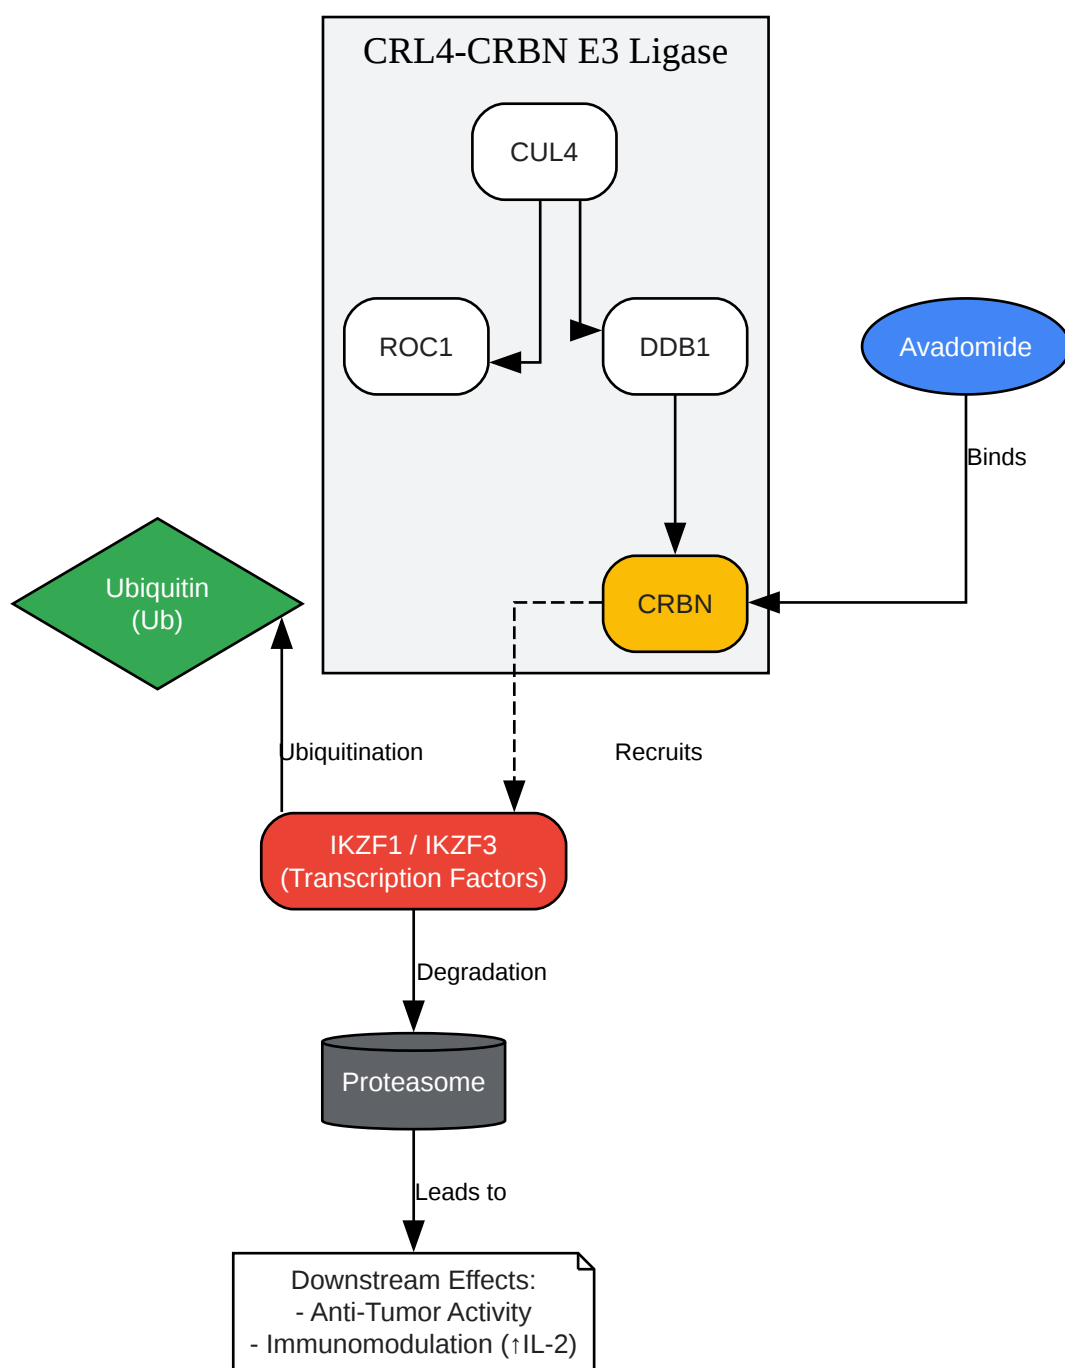 CRL4-CRBN E3 Ligase
CUL4
ROC1
DDB1
Avadomide
Binds
Ubiquitin
(Ub)
CRBN
Ubiquitination
Recruits
IKZF1 / IKZF3
(Transcription Factors)
Degradation
Proteasome
Leads to
Downstream Effects:
- Anti-Tumor Activity
- Immunomodulation (↑IL-2)